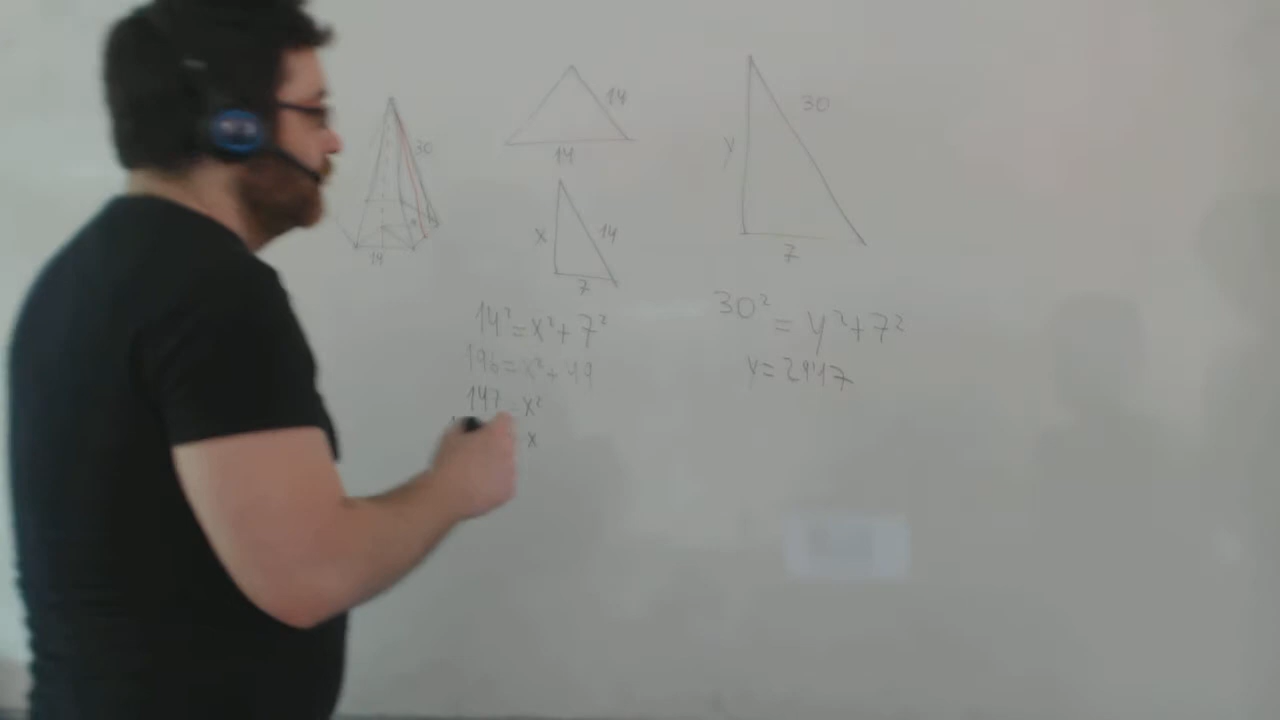 30
14
14
14
x
14
7
14² = x² + 7²
196 = x² + 49
147 = x²
x
30
y
7
30² = y² + 7²
y = 29'17